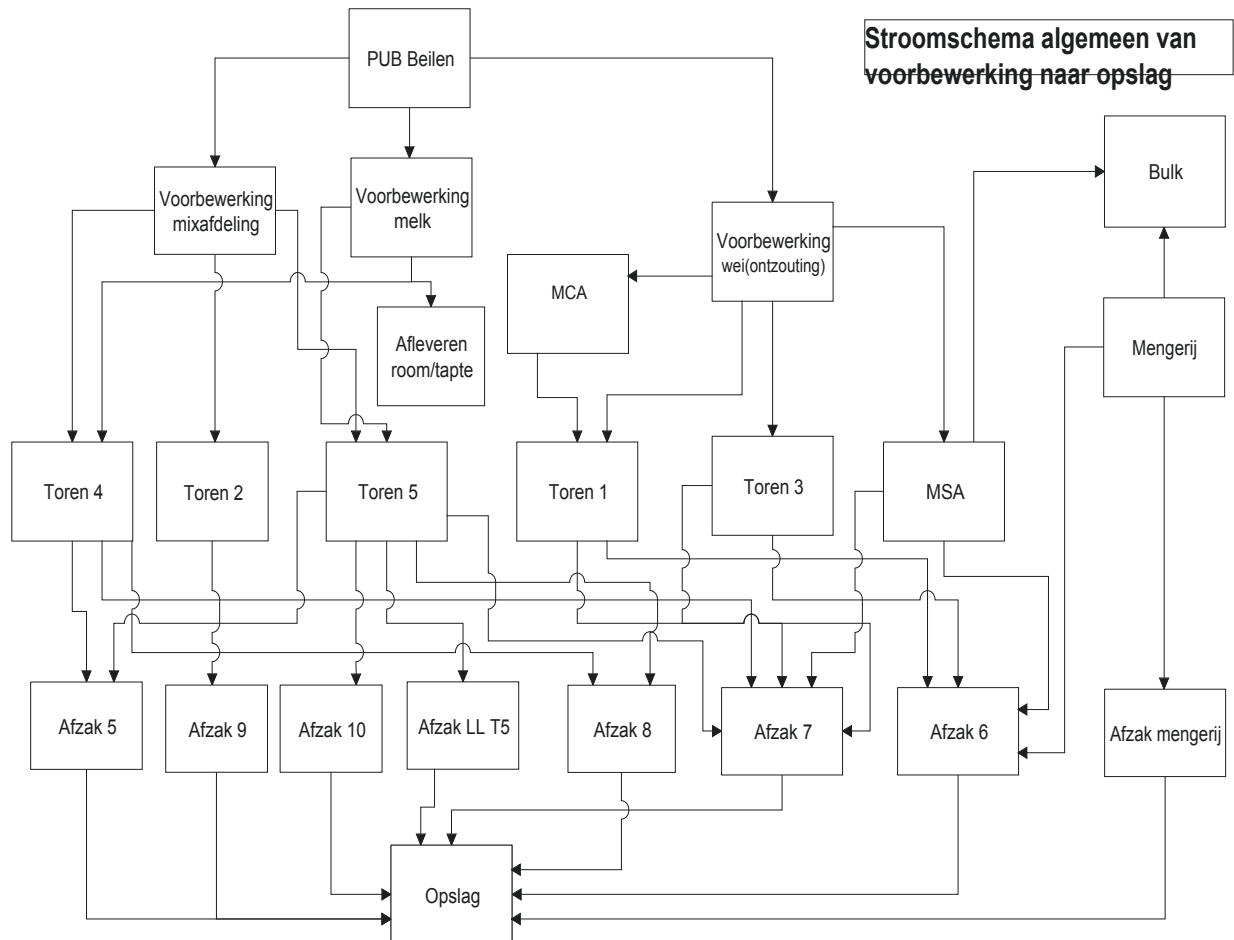 Stroomschema algemeen van
voorbewerking naar opslag
PUB Beilen
Bulk
Voorbewerking
mixafdeling
Voorbewerking
melk
Voorbewerking
wei(ontzouting)
MCA
Afleveren
room/tapte
Mengerij
Toren 4
Toren 2
Toren 5
Toren 1
Toren 3
MSA
Afzak 5
Afzak 9
Afzak 10
Afzak LL T5
Afzak 8
Afzak 7
Afzak 6
Afzak mengerij
Opslag